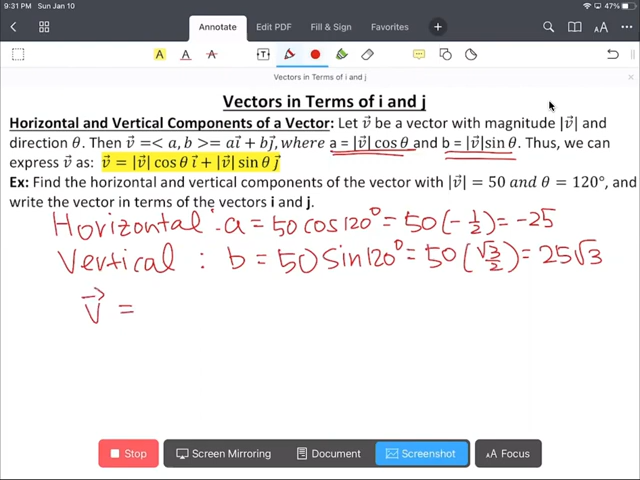 9:31 PM Sun Jan 10 47%
Annotate Edit PDF Fill & Sign Favorites +
Vectors in Terms of i and j
Vectors in Terms of i and j
Horizontal and Vertical Components of a Vector: Let v⃗ be a vector with magnitude |v⃗| and
direction θ. Then v⃗ =< a, b >= ai⃗ + bj⃗, where a = |v⃗| cos θ and b = |v⃗|sin θ. Thus, we can
express v⃗ as: v⃗ = |v⃗| cos θ i⃗ + |v⃗| sin θ j⃗
Ex: Find the horizontal and vertical components of the vector with |v⃗| = 50 and θ = 120°, and
write the vector in terms of the vectors i and j.
Horizontal : a = 50 cos 120° = 50 (-1/2) = -25
Vertical : b = 50 sin 120° = 50 (√3/2) = 25√3
v⃗ =
Stop Screen Mirroring Document Screenshot AA Focus